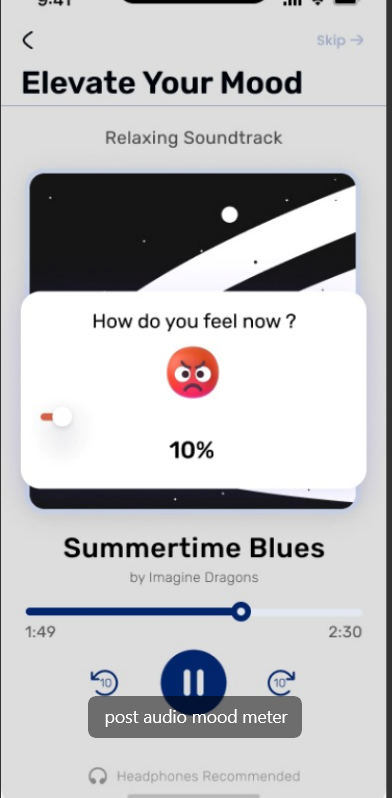 9:41
Skip →
Elevate Your Mood
Relaxing Soundtrack
How do you feel now ?
10%
Summertime Blues
by Imagine Dragons
1:49 2:30
10 10
post audio mood meter
Headphones Recommended